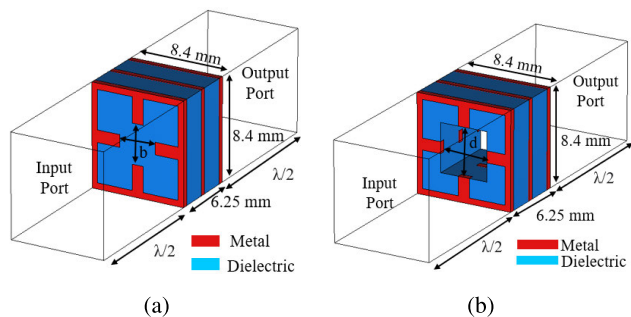 8.4 mm
Output
Port
8.4 mm
b
Input
Port
λ/2
6.25 mm
λ/2
Metal
Dielectric
(a)
8.4 mm
Output
Port
8.4 mm
d
Input
Port
λ/2
6.25 mm
λ/2
Metal
Dielectric
(b)